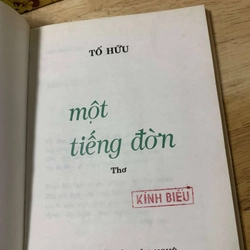 TỐ HỮU
một
tiếng đờn
Thơ
KÍNH BIẾU